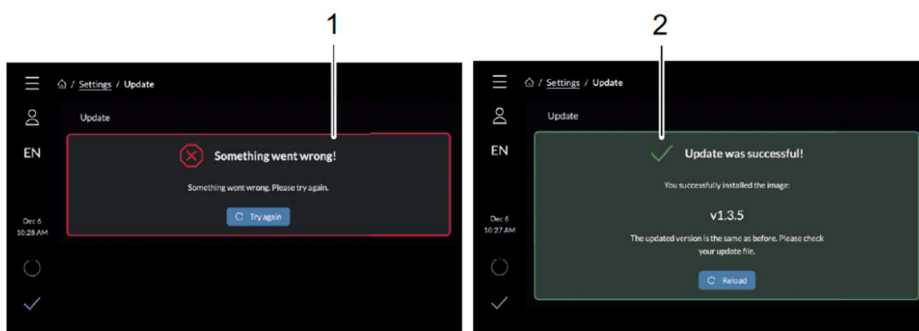 1
/ Settings / Update
Update
EN
Something went wrong!
Something went wrong. Please try again.
Try again
Dec 6
10:28 AM
2
/ Settings / Update
Update
EN
Update was successful!
You successfully installed the image:
v1.3.5
The updated version is the same as before. Please check
your update file.
Reload
Dec 6
10:27 AM